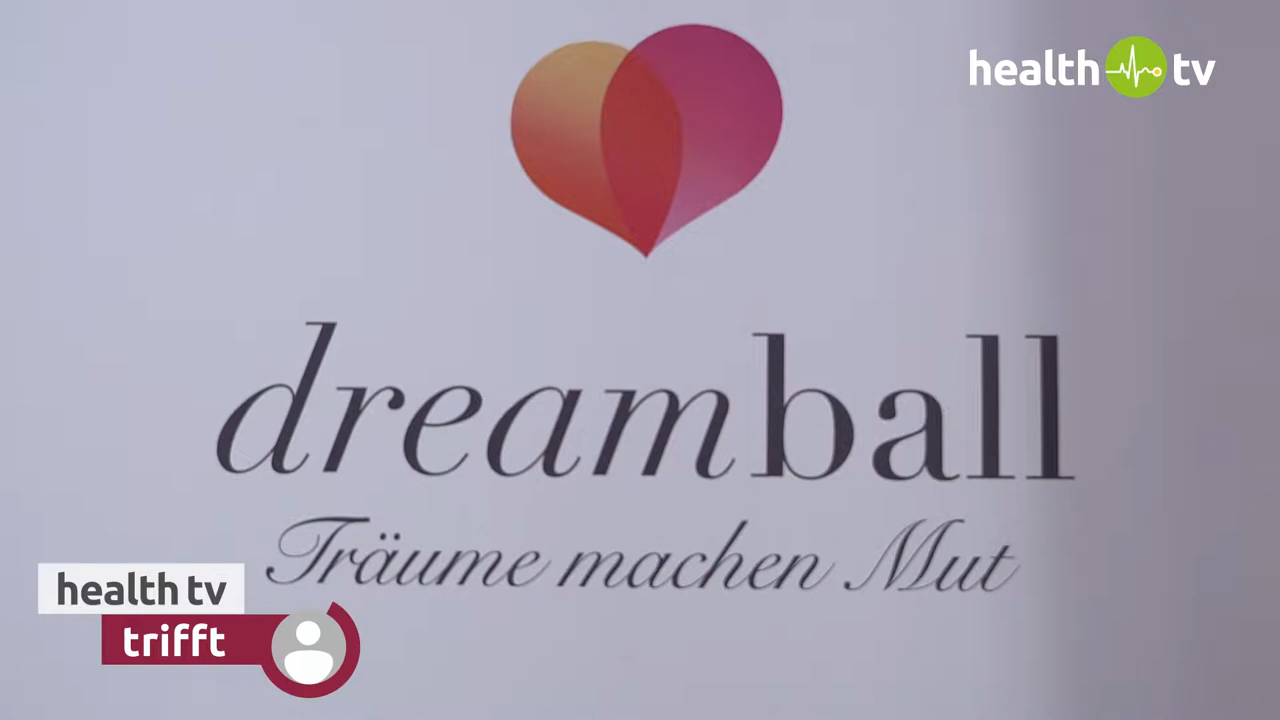 health tv
dreamball
Träume machen Mut
health tv
trifft